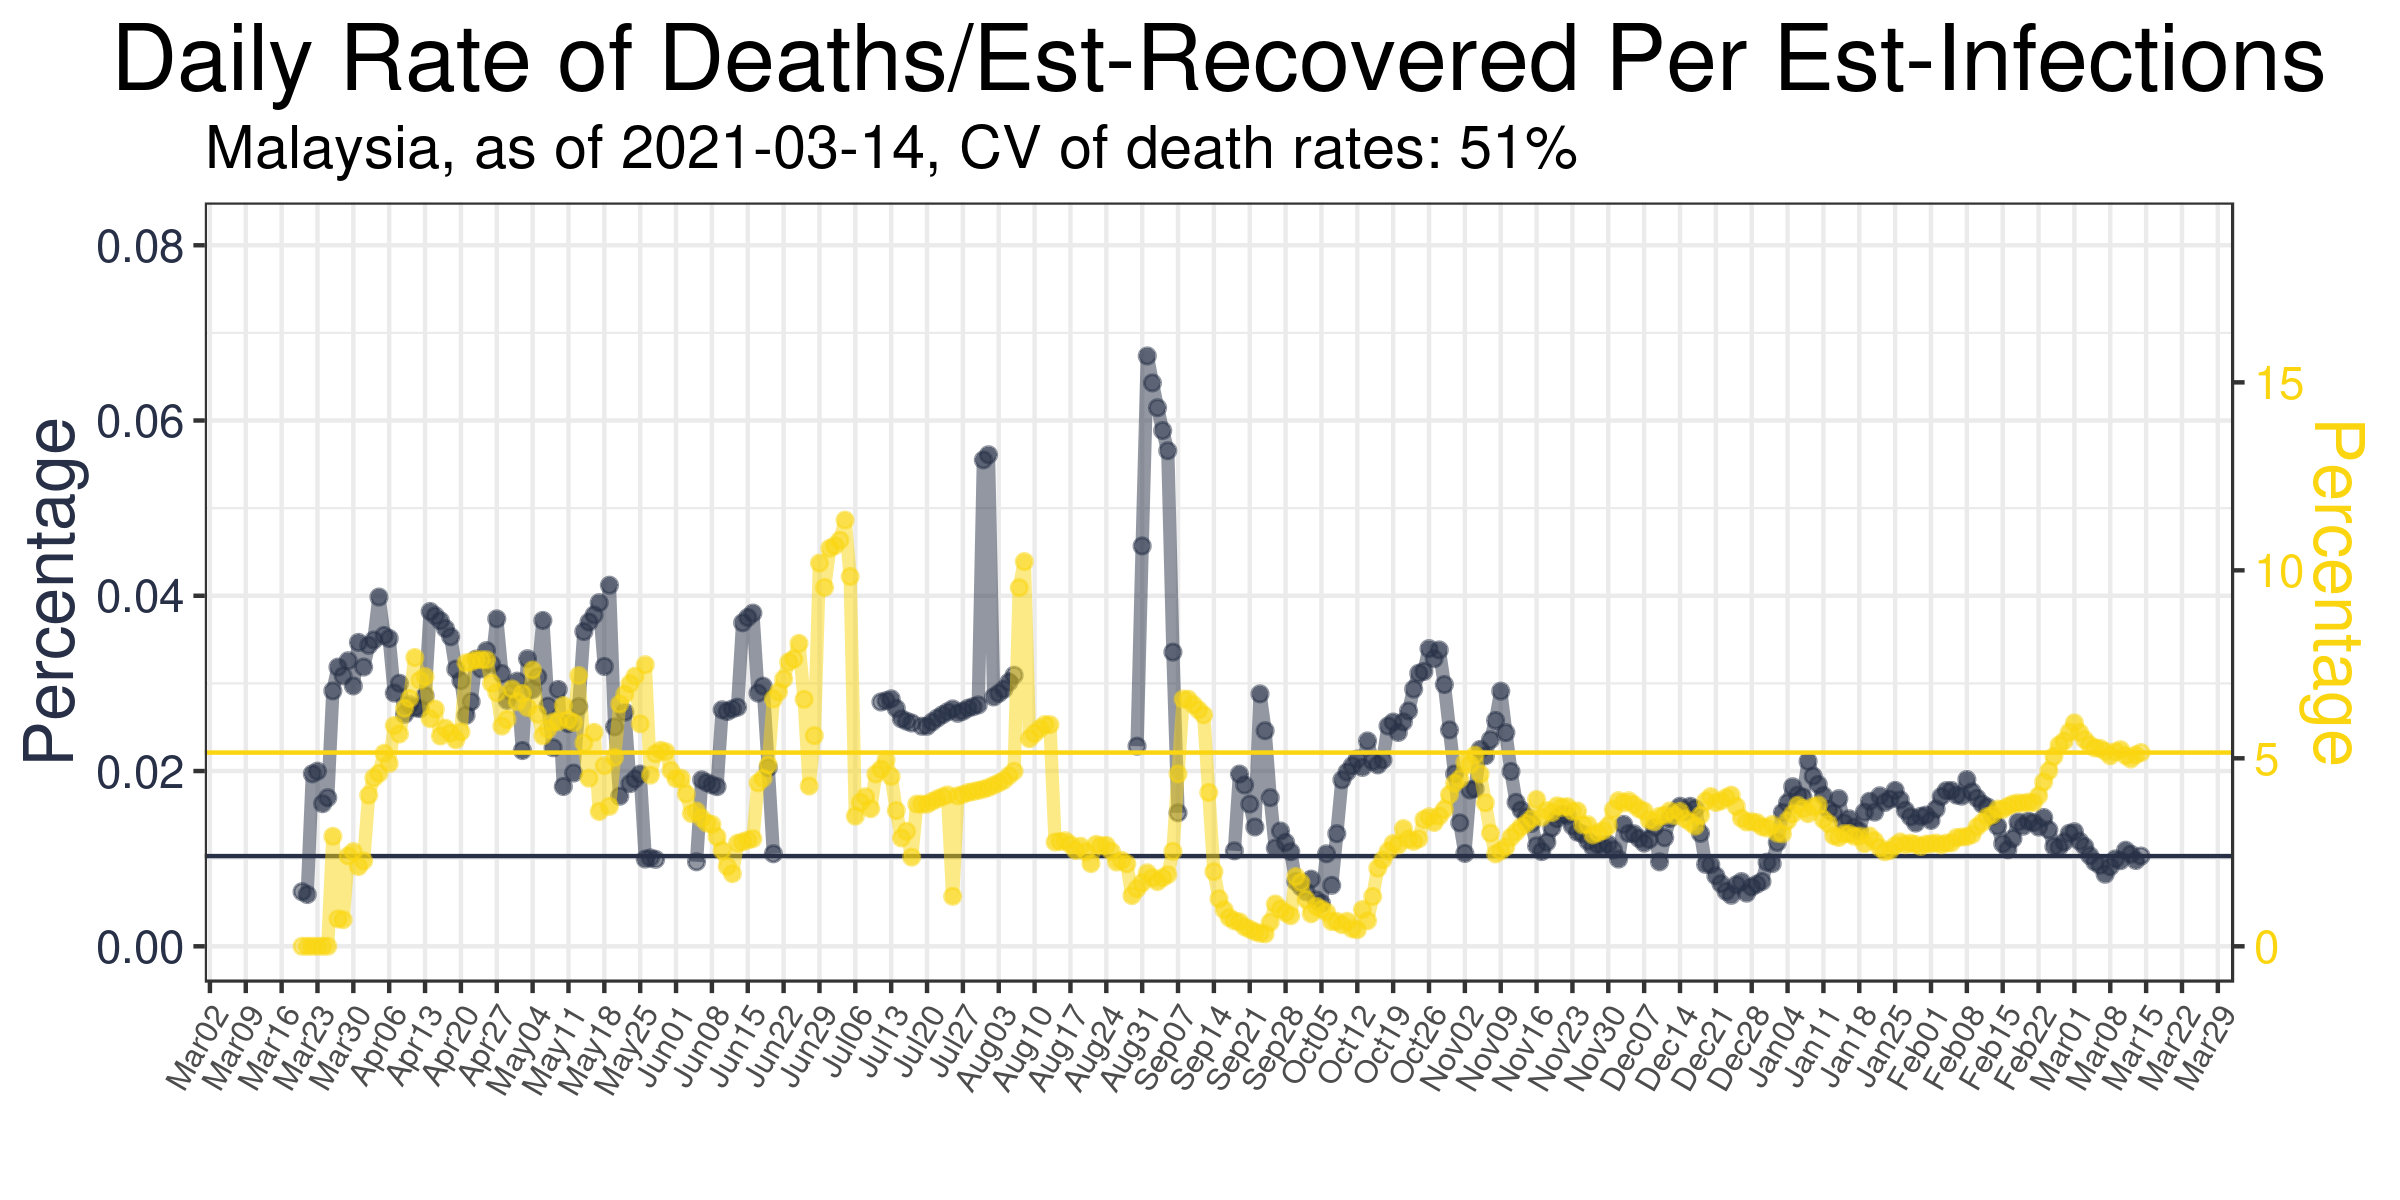 Daily Rate of Deaths/Est-Recovered Per Est-Infections
Malaysia, as of 2021-03-14, CV of death rates: 51%
Percentage
0.08
0.06
0.04
0.02
0.00
15
10
5
0
Percentage
Mar02
Mar09
Mar16
Mar23
Mar30
Apr06
Apr13
Apr20
Apr27
May04
May11
May18
May25
Jun01
Jun08
Jun15
Jun22
Jun29
Jul06
Jul13
Jul20
Jul27
Aug03
Aug10
Aug17
Aug24
Aug31
Sep07
Sep14
Sep21
Sep28
Oct05
Oct12
Oct19
Oct26
Nov02
Nov09
Nov16
Nov23
Nov30
Dec07
Dec14
Dec21
Dec28
Jan04
Jan11
Jan18
Jan25
Feb01
Feb08
Feb15
Feb22
Mar01
Mar08
Mar15
Mar22
Mar29